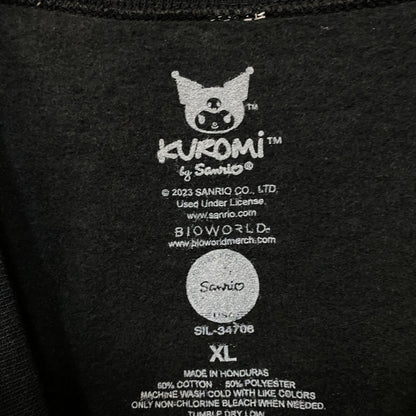 ™
KUROMI™
by Sanrio®
© 2023 SANRIO CO., LTD.
Used Under License.
www.sanrio.com
BIOWORLD®
www.bioworldmerch.com
Sanrio
USA
SIL-34706
XL
MADE IN HONDURAS
50% COTTON 50% POLYESTER
MACHINE WASH COLD WITH LIKE COLORS
ONLY NON-CHLORINE BLEACH WHEN NEEDED.
TUMBLE DRY LOW